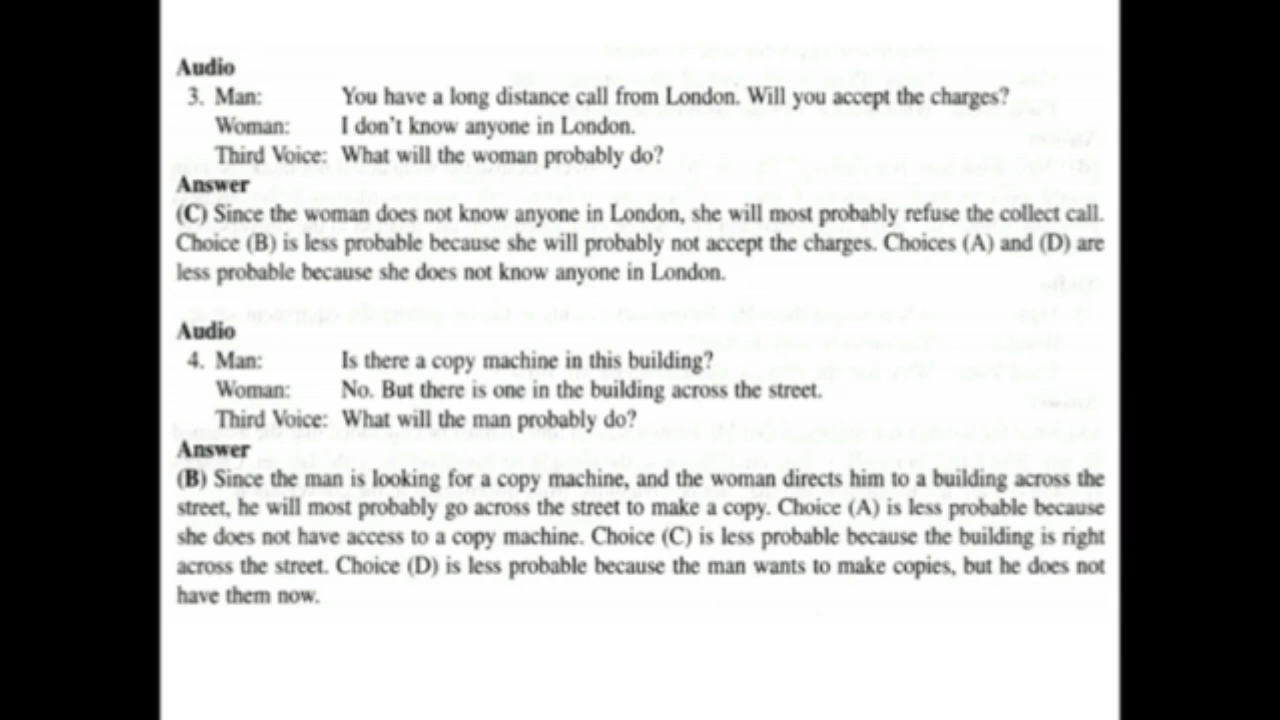 Audio
3. Man: You have a long distance call from London. Will you accept the charges?
Woman: I don't know anyone in London.
Third Voice: What will the woman probably do?
Answer
(C) Since the woman does not know anyone in London, she will most probably refuse the collect call.
Choice (B) is less probable because she will probably not accept the charges. Choices (A) and (D) are
less probable because she does not know anyone in London.
Audio
4. Man: Is there a copy machine in this building?
Woman: No. But there is one in the building across the street.
Third Voice: What will the man probably do?
Answer
(B) Since the man is looking for a copy machine, and the woman directs him to a building across the
street, he will most probably go across the street to make a copy. Choice (A) is less probable because
she does not have access to a copy machine. Choice (C) is less probable because the building is right
across the street. Choice (D) is less probable because the man wants to make copies, but he does not
have them now.